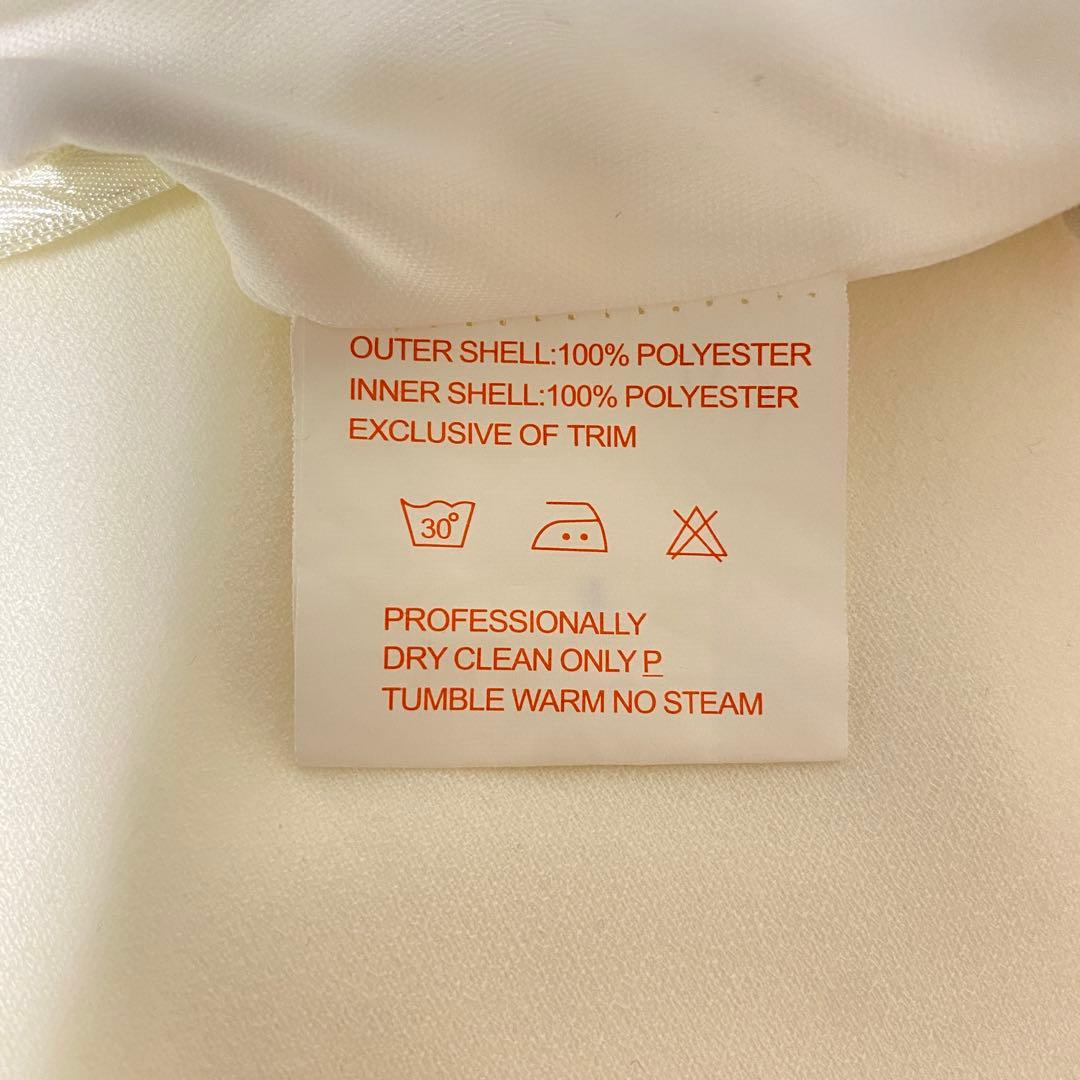 OUTER SHELL:100% POLYESTER
INNER SHELL:100% POLYESTER
EXCLUSIVE OF TRIM
30°
PROFESSIONALLY
DRY CLEAN ONLY P
TUMBLE WARM NO STEAM